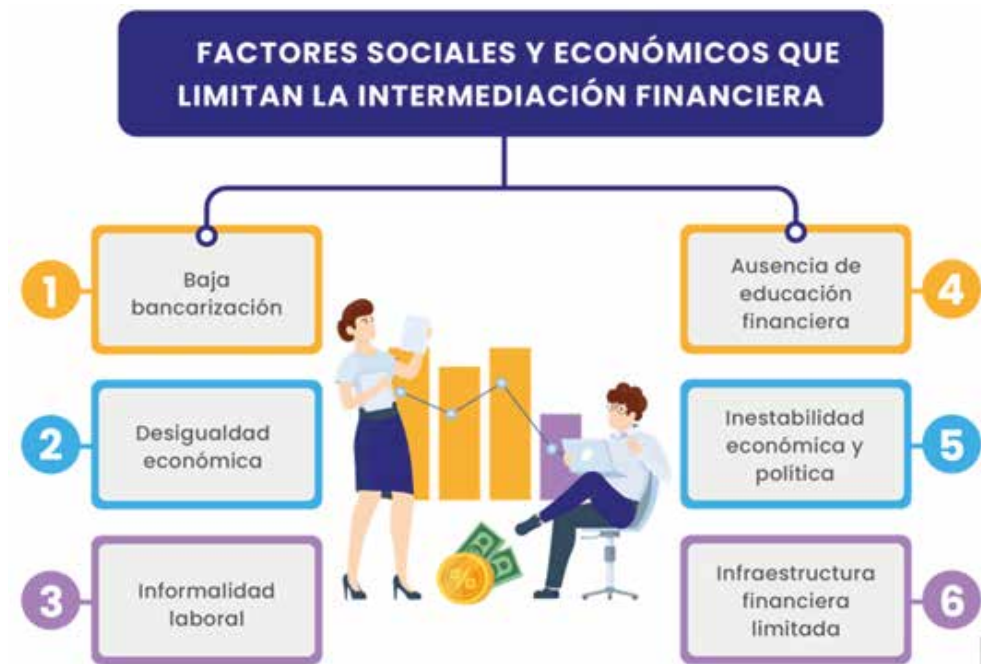 FACTORES SOCIALES Y ECONÓMICOS QUE
LIMITAN LA INTERMEDIACIÓN FINANCIERA
1
Baja
bancarización
2
Desigualdad
económica
3
Informalidad
laboral
4
Ausencia de
educación
financiera
5
Inestabilidad
económica y
política
6
Infraestructura
financiera
limitada
%